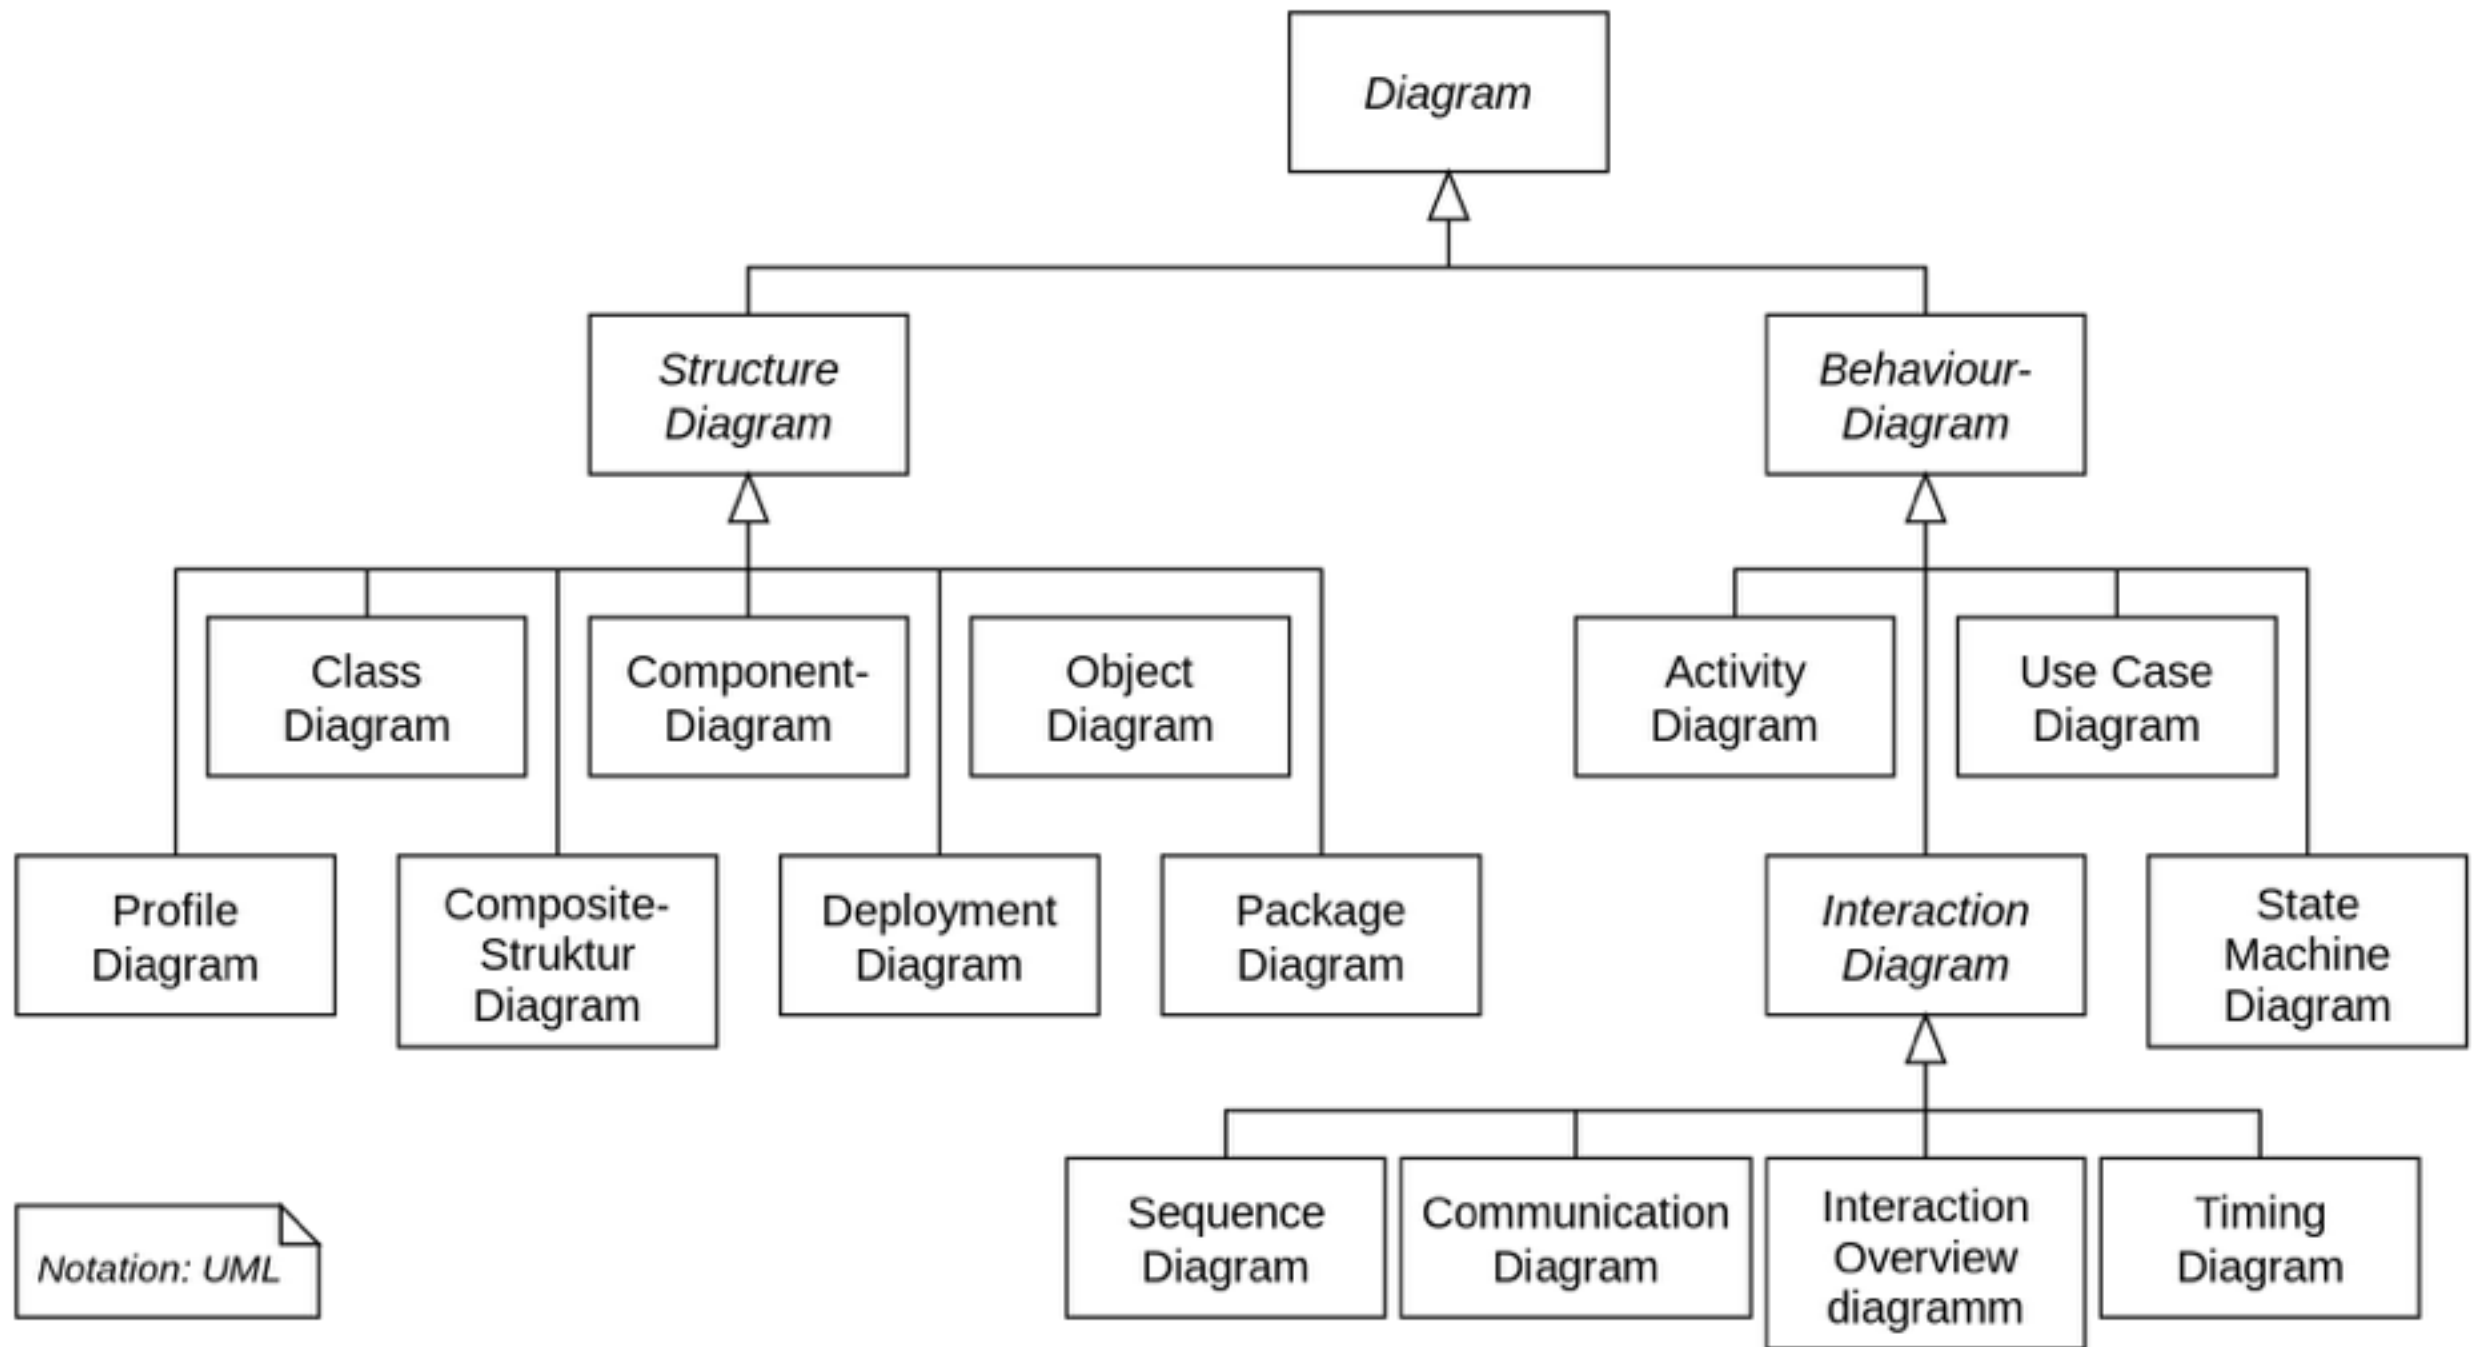 Diagram
Structure
Diagram
Behaviour-
Diagram
Class
Diagram
Component-
Diagram
Object
Diagram
Activity
Diagram
Use Case
Diagram
Profile
Diagram
Composite-
Struktur
Diagram
Deployment
Diagram
Package
Diagram
Interaction
Diagram
State
Machine
Diagram
Sequence
Diagram
Communication
Diagram
Interaction
Overview
diagramm
Timing
Diagram
Notation: UML